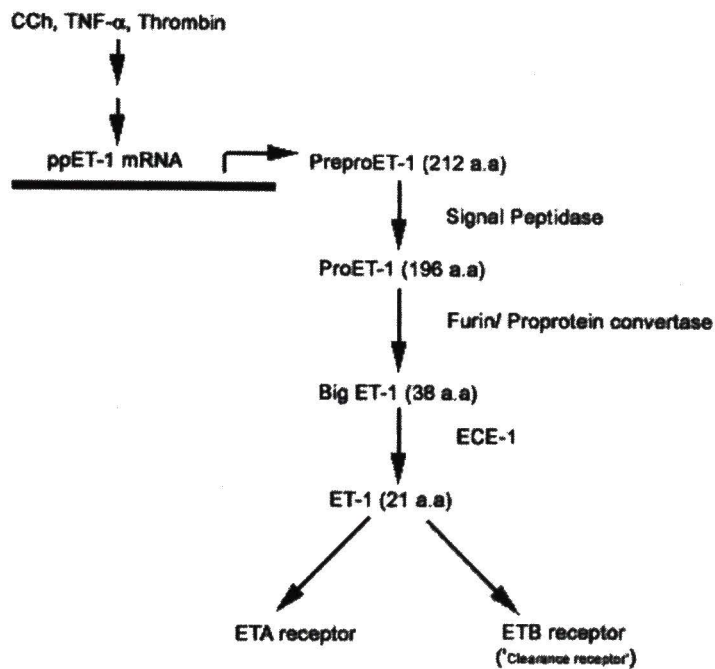 CCh, TNF-α, Thrombin
ppET-1 mRNA
PreproET-1 (212 a.a)
Signal Peptidase
ProET-1 (196 a.a)
Furin/ Proprotein convertase
Big ET-1 (38 a.a)
ECE-1
ET-1 (21 a.a)
ETA receptor
ETB receptor
("Clearance receptor")